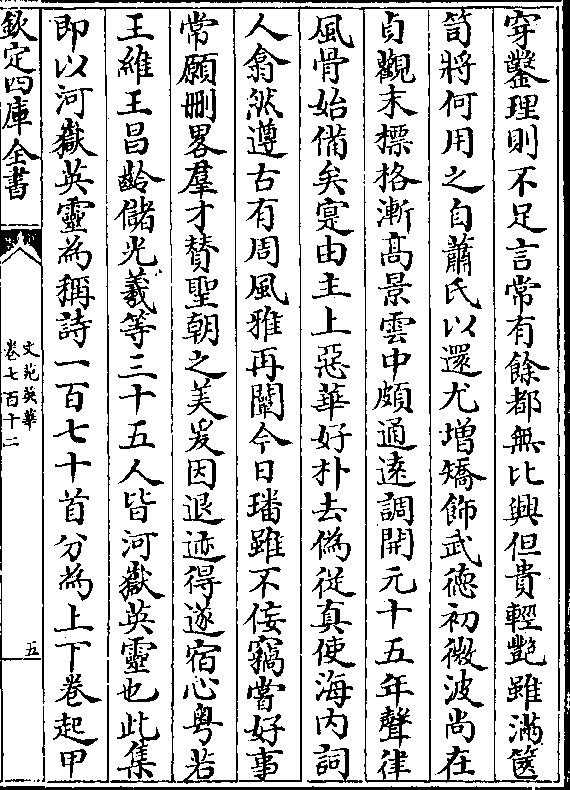 穿鑿理則不足言常有餘都無比興但貴輕艷雖滿篋
笥將何用之自蕭氏以還尤增矯飾武徳初微波尚在
貞觀末標格漸髙景雲中頗通逺調開元十五年聲律
風骨始備矣寔由主上惡華好朴去偽從真使海内詞
人翕然遵古有周風雅再闡今日璠雖不佞竊嘗好事
常願刪畧羣才賛聖朝之美爰因退迹得遂宿心粤若
王維王昌齡儲光羲等三十五人皆河嶽英靈也此集
即以河嶽英靈為稱詩一百七十首分為上下卷起甲
欽定四庫全書
文苑英華
卷七百十二
五